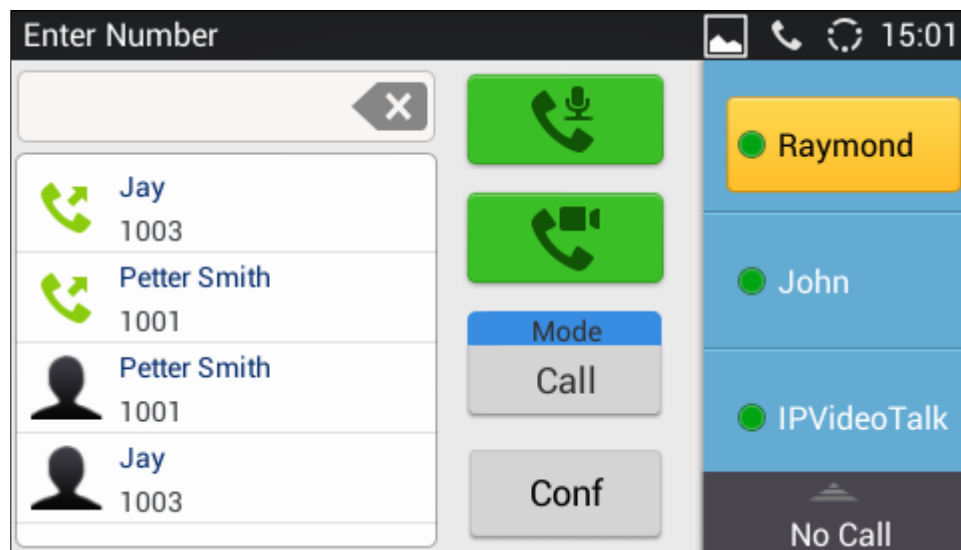 Enter Number
15:01
Jay
1003
Petter Smith
1001
Petter Smith
1001
Jay
1003
Mode
Call
Conf
Raymond
John
IPVideoTalk
No Call